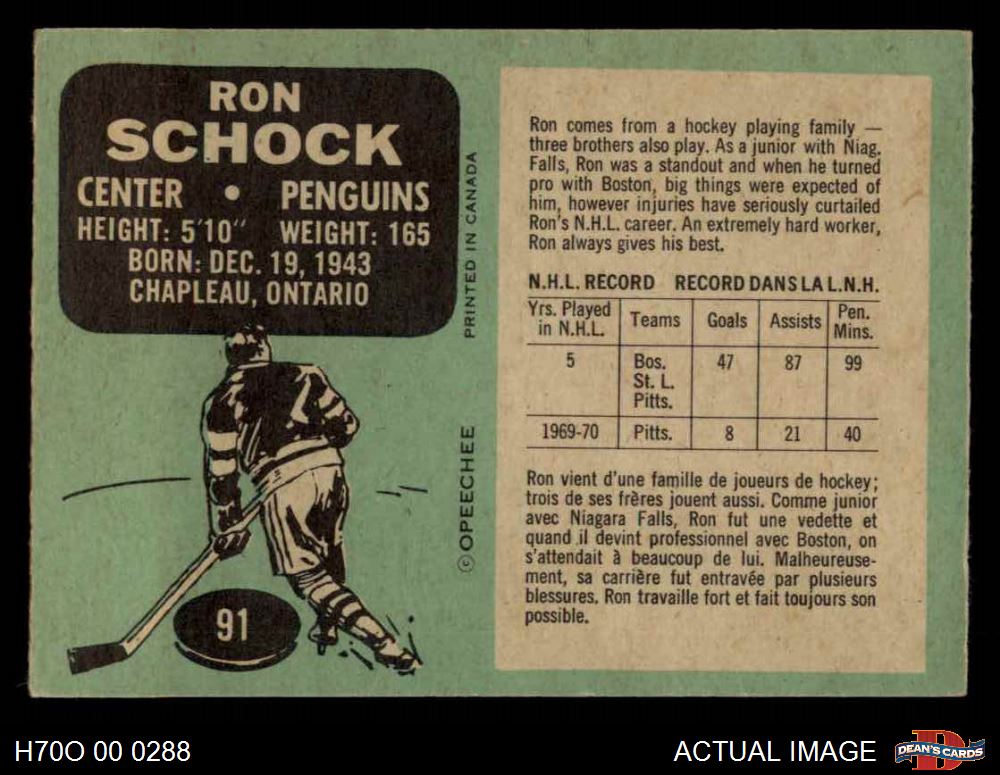 RON
SCHOCK
CENTER • PENGUINS
HEIGHT: 5'10" WEIGHT: 165
BORN: DEC. 19, 1943
CHAPLEAU, ONTARIO
PRINTED IN CANADA
©OPEECHEE
91
Ron comes from a hockey playing family —
three brothers also play. As a junior with Niag.
Falls, Ron was a standout and when he turned
pro with Boston, big things were expected of
him, however injuries have seriously curtailed
Ron's N.H.L. career. An extremely hard worker,
Ron always gives his best.
N.H.L. RECORD RECORD DANS LA L.N.H.
Yrs. Played in N.H.L. Teams Goals Assists Pen. Mins.
5 Bos. 47 87 99
St. L.
Pitts.
1969-70 Pitts. 8 21 40
Ron vient d'une famille de joueurs de hockey;
trois de ses frères jouent aussi. Comme junior
avec Niagara Falls, Ron fut une vedette et
quand il devint professionnel avec Boston, on
s'attendait à beaucoup de lui. Malheureuse-
ment, sa carrière fut entravée par plusieurs
blessures. Ron travaille fort et fait toujours son
possible.
H70O 00 0288
ACTUAL IMAGE
DEAN'S CARDS